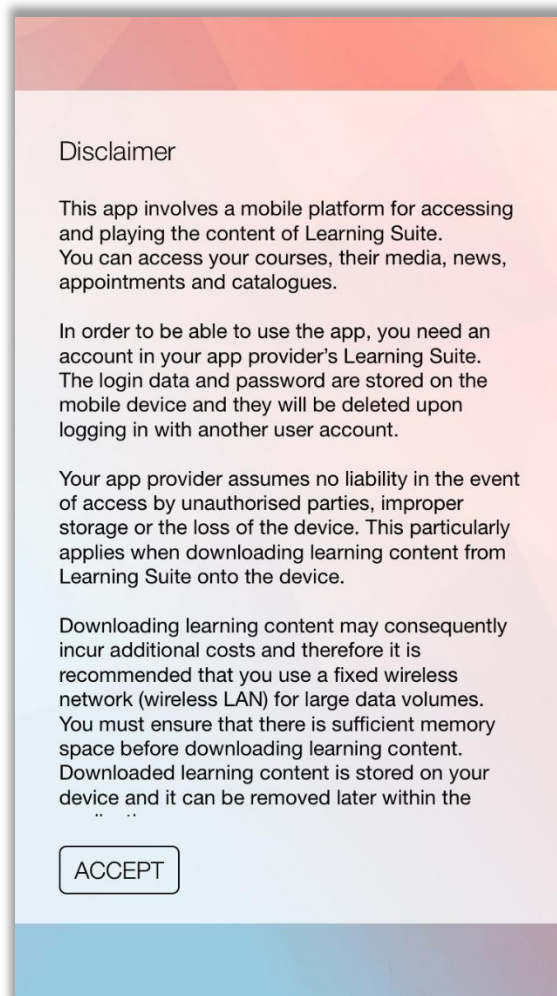 Disclaimer
This app involves a mobile platform for accessing
and playing the content of Learning Suite.
You can access your courses, their media, news,
appointments and catalogues.
In order to be able to use the app, you need an
account in your app provider's Learning Suite.
The login data and password are stored on the
mobile device and they will be deleted upon
logging in with another user account.
Your app provider assumes no liability in the event
of access by unauthorised parties, improper
storage or the loss of the device. This particularly
applies when downloading learning content from
Learning Suite onto the device.
Downloading learning content may consequently
incur additional costs and therefore it is
recommended that you use a fixed wireless
network (wireless LAN) for large data volumes.
You must ensure that there is sufficient memory
space before downloading learning content.
Downloaded learning content is stored on your
device and it can be removed later within the
ACCEPT